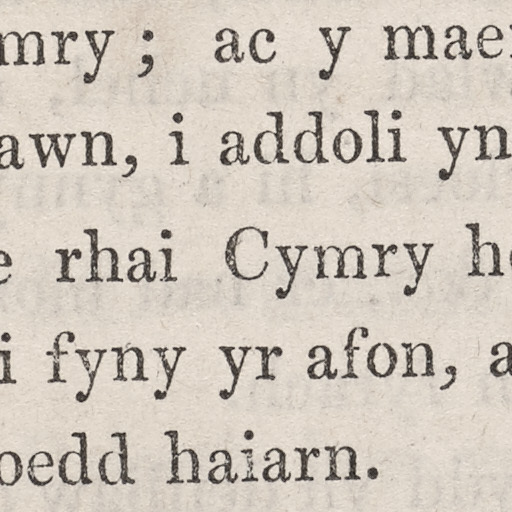 mry ; ac y mae
awn, i addoli yn
e rhai Cymry h
i fyny yr afon, a
oedd haiarn.